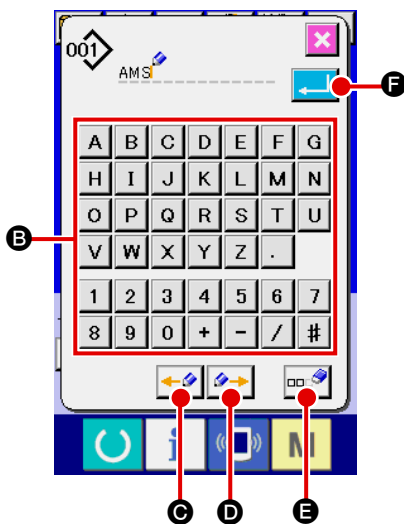 001
AMS
F
A B C D E F G
H I J K L M N
O P Q R S T U
B
V W X Y Z .
1 2 3 4 5 6 7
8 9 0 + - / #
i M
C D E